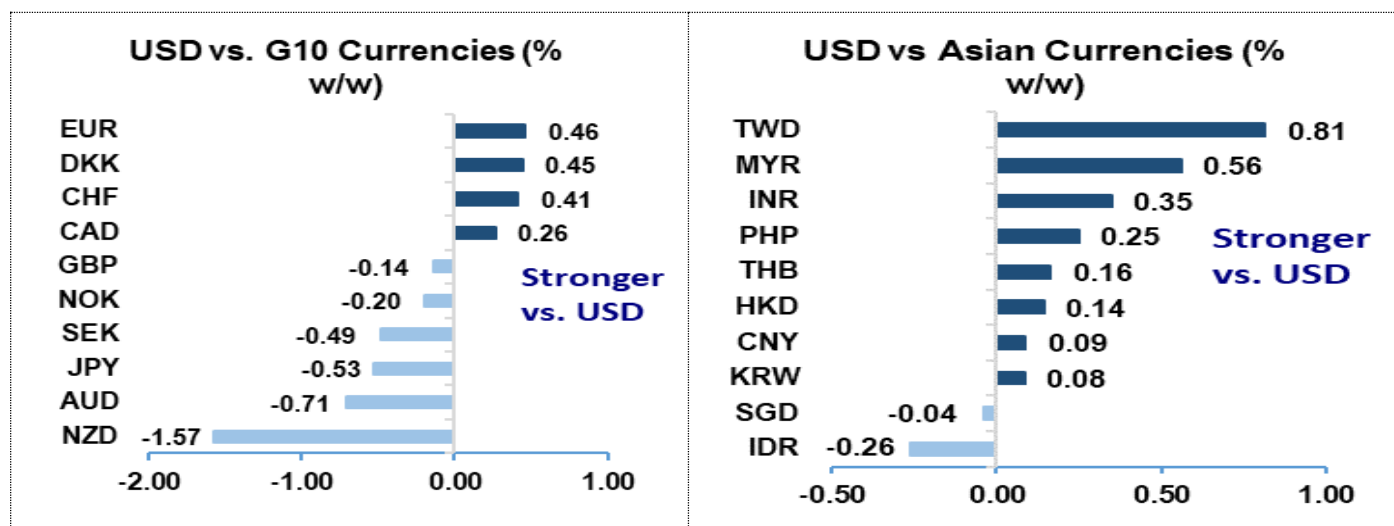 USD vs. G10 Currencies (%
w/w)
EUR 0.46
DKK 0.45
CHF 0.41
CAD 0.26
GBP -0.14
NOK -0.20
SEK -0.49
JPY -0.53
AUD -0.71
NZD -1.57
Stronger
vs. USD
-2.00 -1.00 0.00 1.00
USD vs Asian Currencies (%
w/w)
TWD 0.81
MYR 0.56
INR 0.35
PHP 0.25
THB 0.16
HKD 0.14
CNY 0.09
KRW 0.08
SGD -0.04
IDR -0.26
Stronger
vs. USD
-0.50 0.00 0.50 1.00